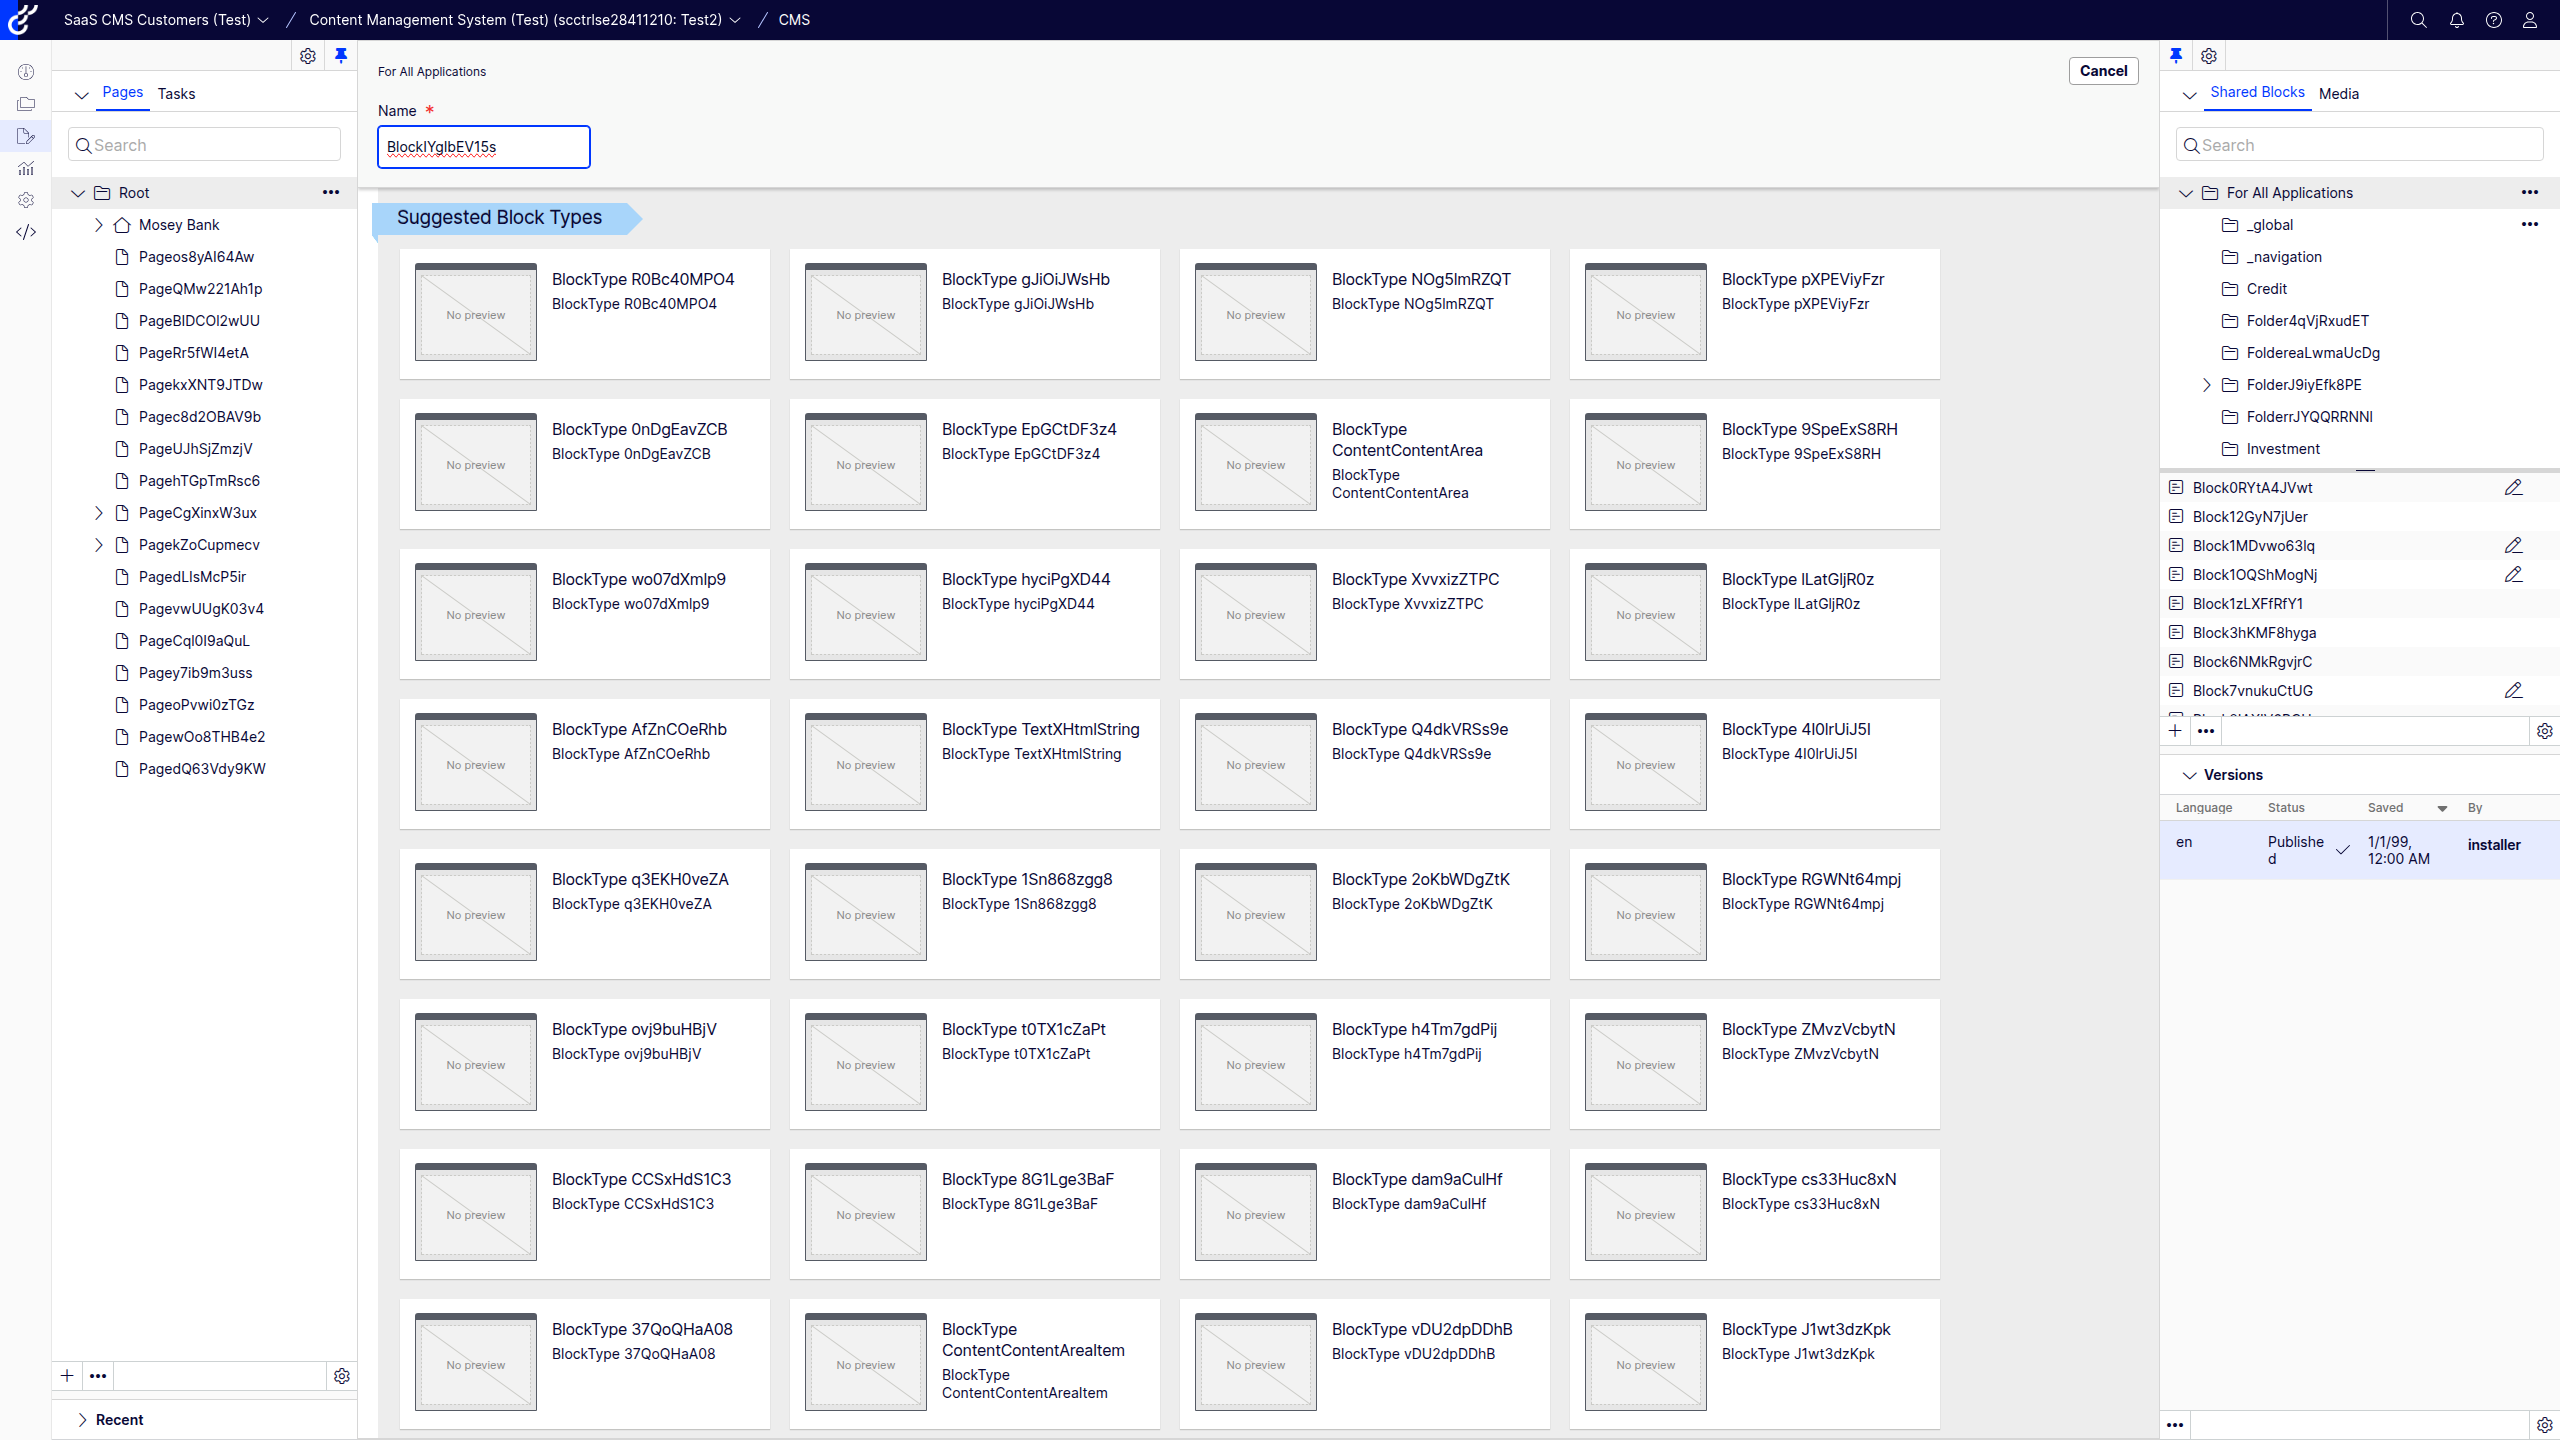 SaaS CMS Customers (Test) / Content Management System (Test) (scctrlse28411210: Test2) / CMS
Pages Tasks
Search
Root
Mosey Bank
Pageos8yAI64Aw
PageQMw221Ah1p
PageBIDCOI2wUU
PageRr5fWI4etA
PagekxXNT9JTDw
Pagec8d2OBAV9b
PageUJhSjZmzjV
PagehTGpTmRsc6
PageCgXinxW3ux
PagekZoCupmecv
PagedLIsMcP5ir
PagevwUUgK03v4
PageCql0I9aQuL
Pagey7ib9m3uss
PageoPvwi0zTGz
PagewOo8THB4e2
PagedQ63Vdy9KW
Recent
For All Applications
Cancel
Name *
BlockIYglbEV15s
Suggested Block Types
No preview
BlockType R0Bc40MPO4
BlockType R0Bc40MPO4
No preview
BlockType gJiOiJWsHb
BlockType gJiOiJWsHb
No preview
BlockType NOg5lmRZQT
BlockType NOg5lmRZQT
No preview
BlockType pXPEViyFzr
BlockType pXPEViyFzr
No preview
BlockType 0nDgEavZCB
BlockType 0nDgEavZCB
No preview
BlockType EpGCtDF3z4
BlockType EpGCtDF3z4
No preview
BlockType
ContentContentArea
BlockType
ContentContentArea
No preview
BlockType 9SpeExS8RH
BlockType 9SpeExS8RH
No preview
BlockType wo07dXmlp9
BlockType wo07dXmlp9
No preview
BlockType hyciPgXD44
BlockType hyciPgXD44
No preview
BlockType XvvxizZTPC
BlockType XvvxizZTPC
No preview
BlockType lLatGljR0z
BlockType lLatGljR0z
No preview
BlockType AfZnCOeRhb
BlockType AfZnCOeRhb
No preview
BlockType TextXHtmlString
BlockType TextXHtmlString
No preview
BlockType Q4dkVRSs9e
BlockType Q4dkVRSs9e
No preview
BlockType 4I0lrUiJ5I
BlockType 4I0lrUiJ5I
No preview
BlockType q3EKH0veZA
BlockType q3EKH0veZA
No preview
BlockType 1Sn868zgg8
BlockType 1Sn868zgg8
No preview
BlockType 2oKbWDgZtK
BlockType 2oKbWDgZtK
No preview
BlockType RGWNt64mpj
BlockType RGWNt64mpj
No preview
BlockType ovj9buHBjV
BlockType ovj9buHBjV
No preview
BlockType t0TX1cZaPt
BlockType t0TX1cZaPt
No preview
BlockType h4Tm7gdPij
BlockType h4Tm7gdPij
No preview
BlockType ZMvzVcbytN
BlockType ZMvzVcbytN
No preview
BlockType CCSxHdS1C3
BlockType CCSxHdS1C3
No preview
BlockType 8G1Lge3BaF
BlockType 8G1Lge3BaF
No preview
BlockType dam9aCulHf
BlockType dam9aCulHf
No preview
BlockType cs33Huc8xN
BlockType cs33Huc8xN
No preview
BlockType 37QoQHaA08
BlockType 37QoQHaA08
No preview
BlockType
ContentContentAreaItem
BlockType
ContentContentAreaItem
No preview
BlockType vDU2dpDDhB
BlockType vDU2dpDDhB
No preview
BlockType J1wt3dzKpk
BlockType J1wt3dzKpk
Shared Blocks Media
Search
For All Applications
_global
_navigation
Credit
Folder4qVjRxudET
FoldereaLwmaUcDg
FolderJ9iyEfk8PE
FolderrJYQQRRNNI
Investment
Block0RYtA4JVwt
Block12GyN7jUer
Block1MDvwo63Iq
Block1OQShMogNj
Block1zLXFfRfY1
Block3hKMF8hyga
Block6NMkRgvjrC
Block7vnukuCtUG
Versions
Language Status Saved By
en Publishe
d 1/1/99,
12:00 AM installer